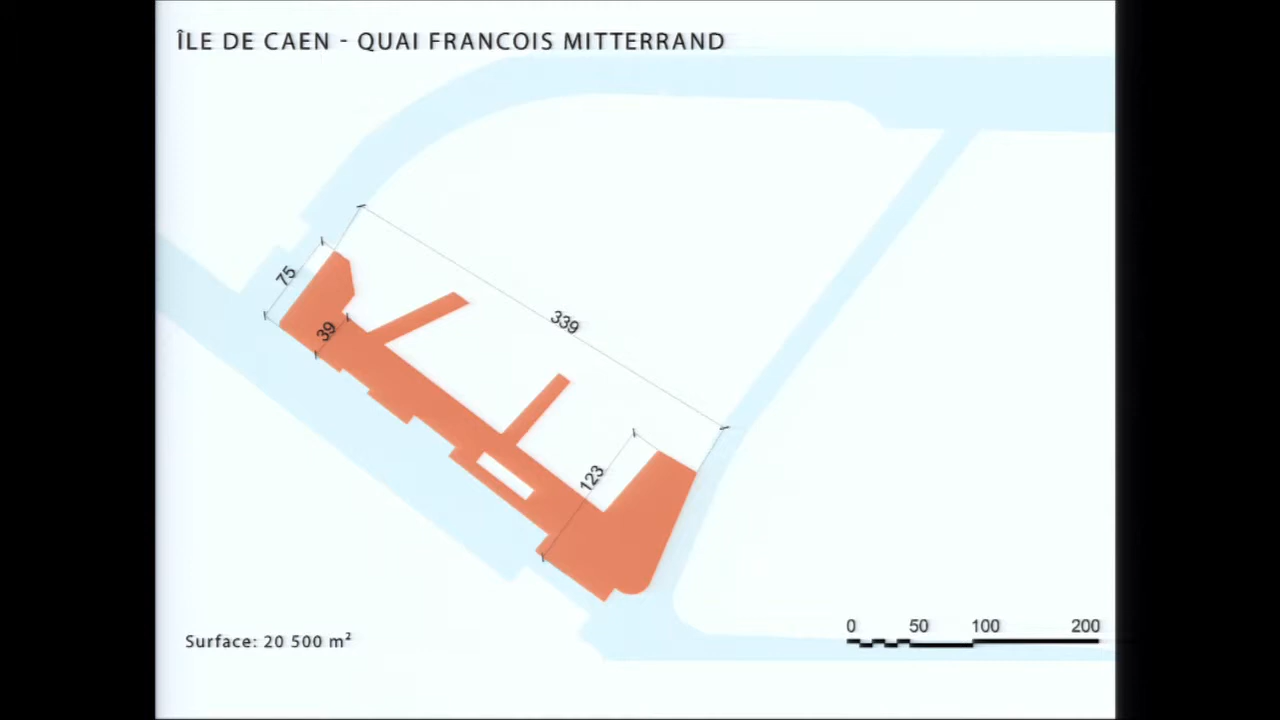 ÎLE DE CAEN - QUAI FRANCOIS MITTERRAND
75
39
339
123
Surface: 20 500 m²
0 50 100 200